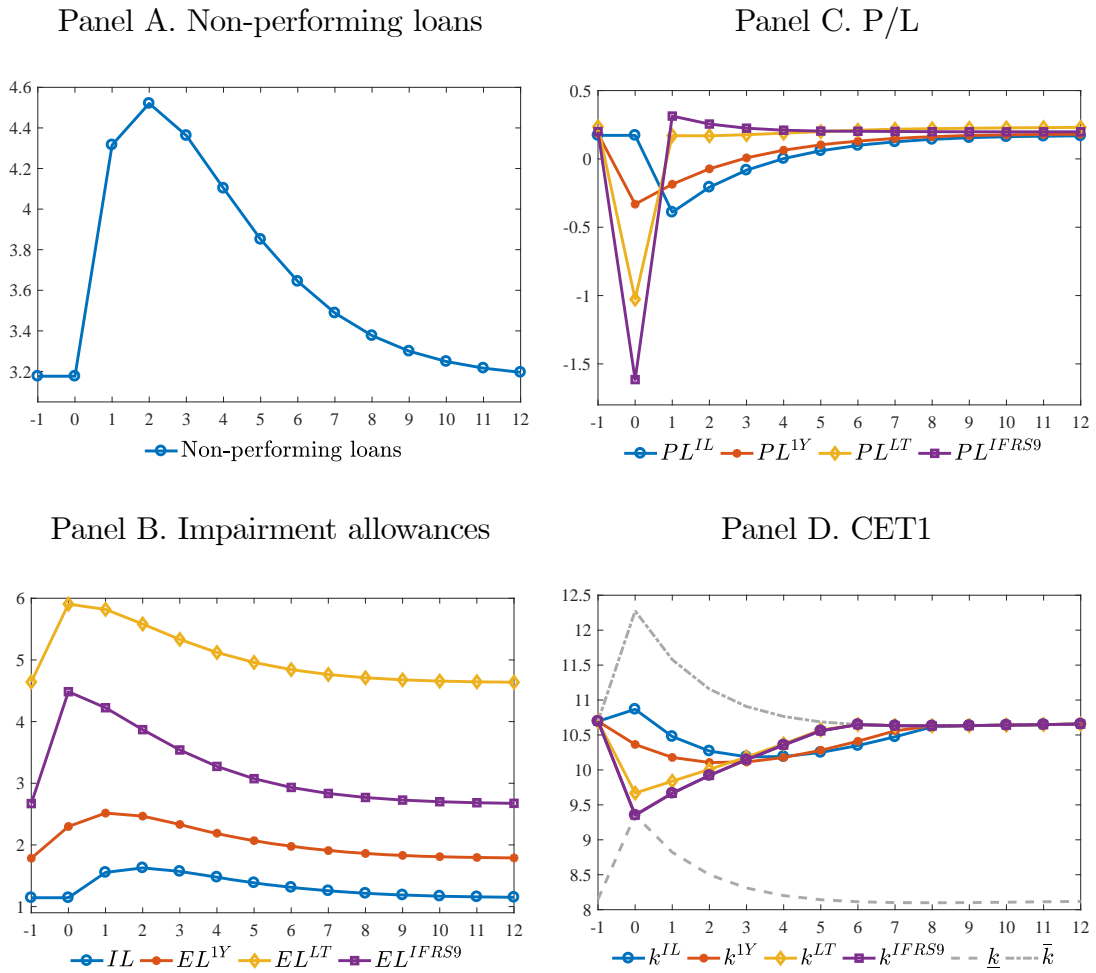 Panel A. Non-performing loans
4.6
4.4
4.2
4
3.8
3.6
3.4
3.2
-1 0 1 2 3 4 5 6 7 8 9 10 11 12
Non-performing loans
Panel C. P/L
0.5
0
-0.5
-1
-1.5
-1 0 1 2 3 4 5 6 7 8 9 10 11 12
PL^{IL} PL^{1Y} PL^{LT} PL^{IFRS9}
Panel B. Impairment allowances
6
5
4
3
2
1
-1 0 1 2 3 4 5 6 7 8 9 10 11 12
IL EL^{1Y} EL^{LT} EL^{IFRS9}
Panel D. CET1
12.5
12
11.5
11
10.5
10
9.5
9
8.5
8
-1 0 1 2 3 4 5 6 7 8 9 10 11 12
k^{IL} k^{1Y} k^{LT} k^{IFRS9} k̲ k̄